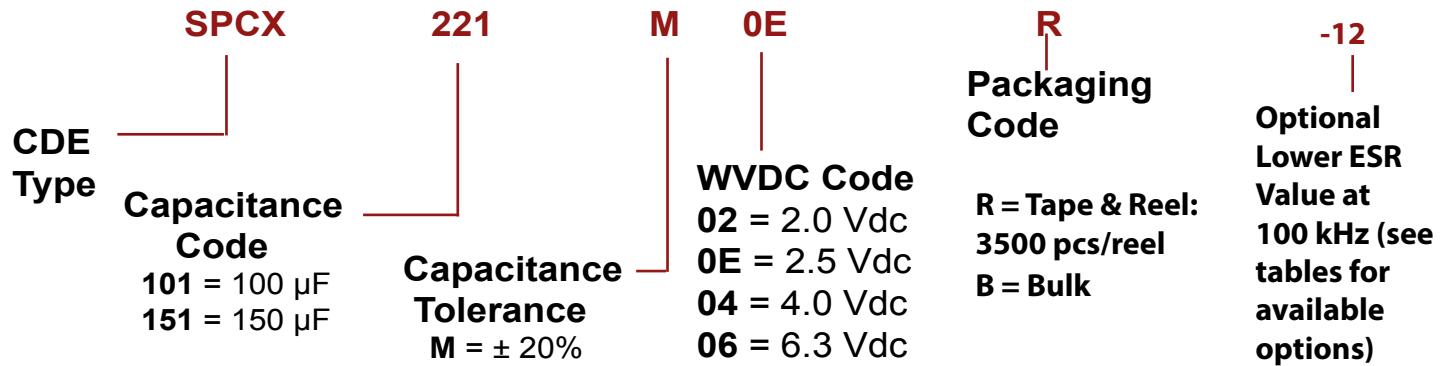 SPCX 221 M 0E R -12
CDE
Type
Capacitance
Code
101 = 100 µF
151 = 150 µF
Capacitance
Tolerance
M = ± 20%
WVDC Code
02 = 2.0 Vdc
0E = 2.5 Vdc
04 = 4.0 Vdc
06 = 6.3 Vdc
Packaging
Code
R = Tape & Reel:
3500 pcs/reel
B = Bulk
Optional
Lower ESR
Value at
100 kHz (see
tables for
available
options)